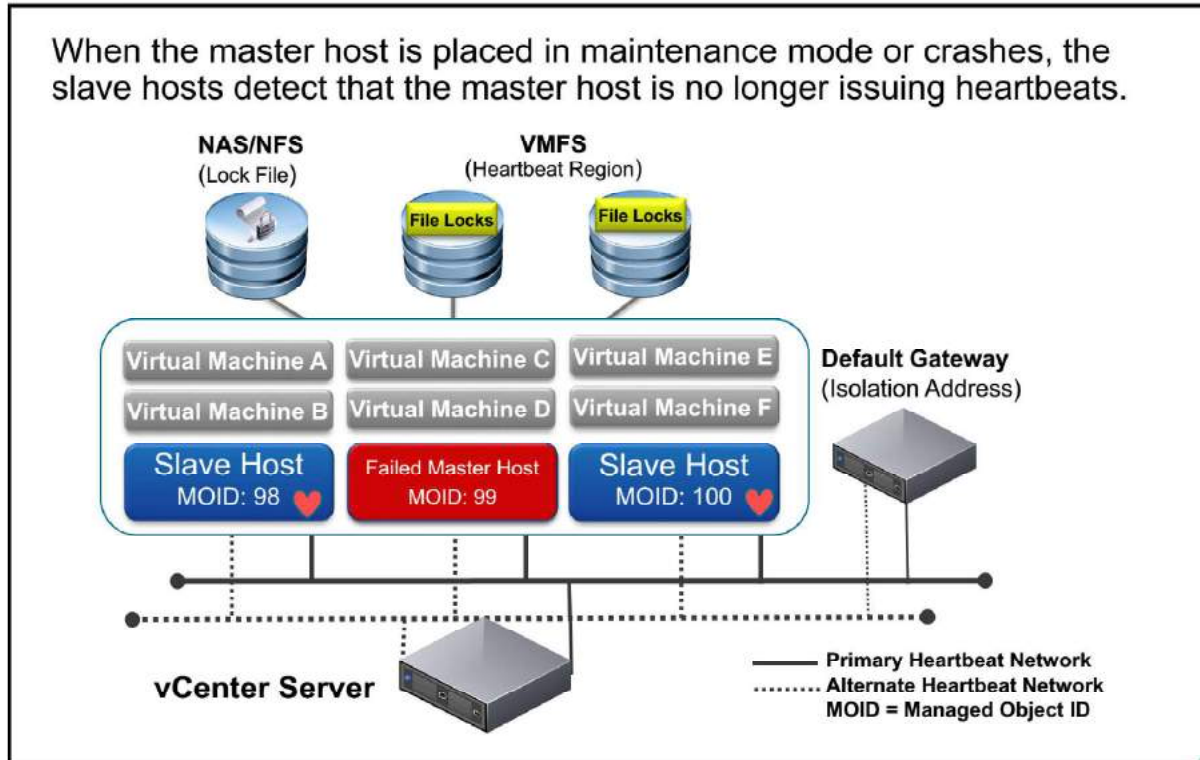 When the master host is placed in maintenance mode or crashes, the
slave hosts detect that the master host is no longer issuing heartbeats.
NAS/NFS
(Lock File)
VMFS
(Heartbeat Region)
File Locks
File Locks
Virtual Machine A
Virtual Machine C
Virtual Machine E
Virtual Machine B
Virtual Machine D
Virtual Machine F
Slave Host
MOID: 98
Failed Master Host
MOID: 99
Slave Host
MOID: 100
Default Gateway
(Isolation Address)
vCenter Server
Primary Heartbeat Network
Alternate Heartbeat Network
MOID = Managed Object ID